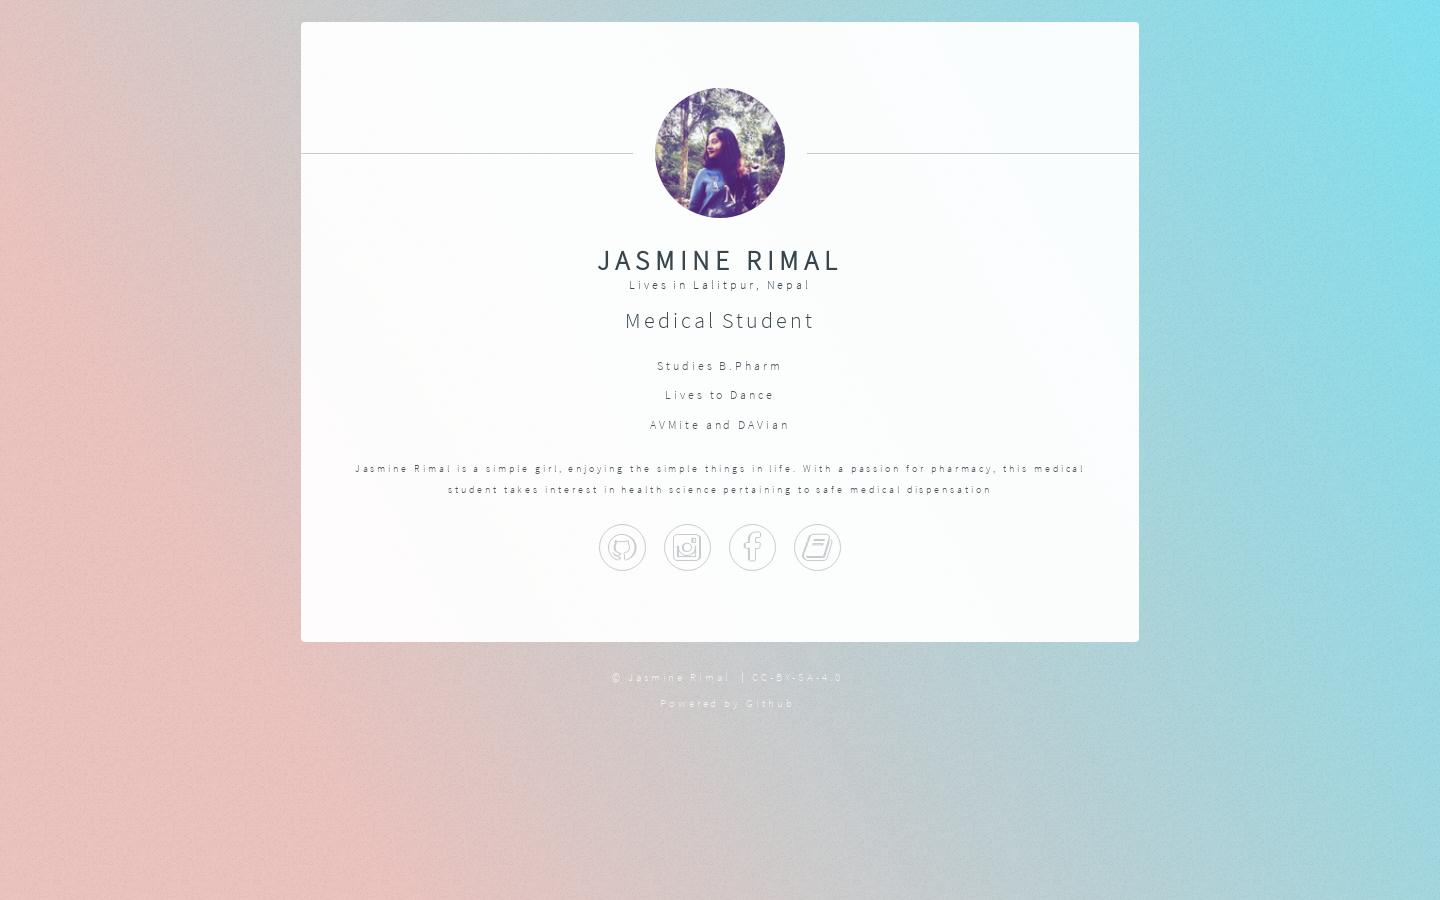 JASMINE RIMAL
Lives in Lalitpur, Nepal
Medical Student
Studies B.Pharm
Lives to Dance
AVMite and DAVian
Jasmine Rimal is a simple girl, enjoying the simple things in life. With a passion for pharmacy, this medical
student takes interest in health science pertaining to safe medical dispensation
© Jasmine Rimal | CC-BY-SA-4.0
Powered by Github